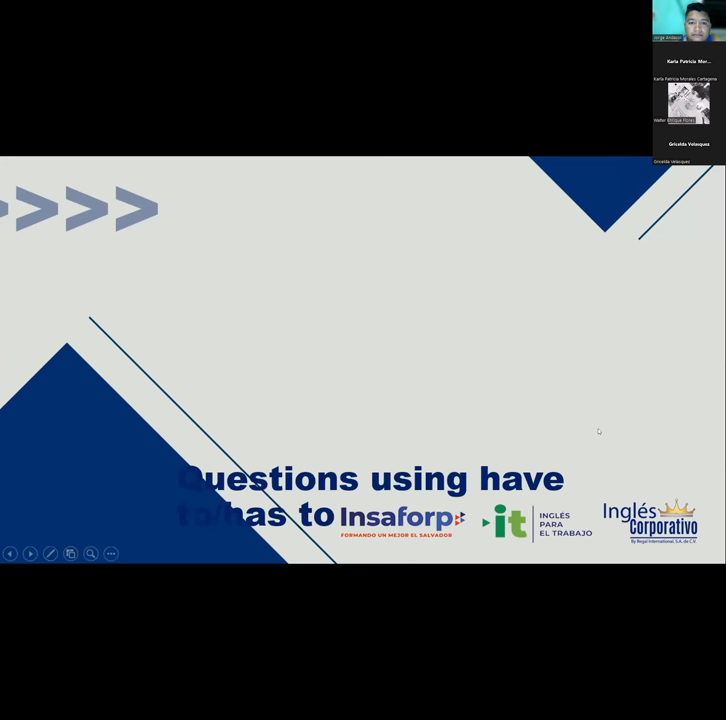 Jorge Andasol
Karla Patricia Mor...
Karla Patricia Morales Cartagena
Walter Enrique Flores
Gricelda Velasquez
Gricelda Velasquez
>>>>
Questions using have
to/has to
Insaforp
FORMANDO UN MEJOR EL SALVADOR
it
INGLÉS
PARA
EL TRABAJO
Inglés
Corporativo
By Regal International, S.A. de C.V.